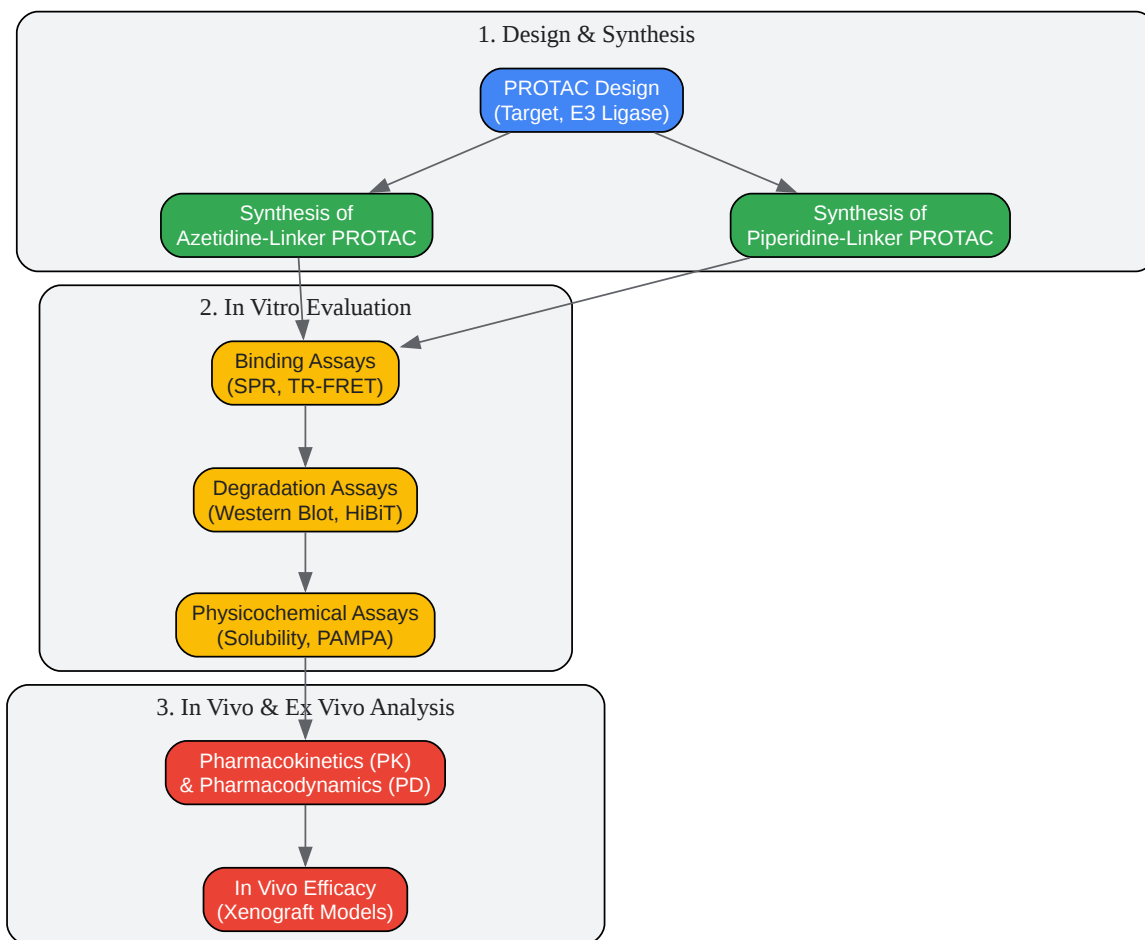 1. Design & Synthesis
PROTAC Design
(Target, E3 Ligase)
Synthesis of
Azetidine-Linker PROTAC
Synthesis of
Piperidine-Linker PROTAC
2. In Vitro Evaluation
Binding Assays
(SPR, TR-FRET)
Degradation Assays
(Western Blot, HiBiT)
Physicochemical Assays
(Solubility, PAMPA)
3. In Vivo & Ex Vivo Analysis
Pharmacokinetics (PK)
& Pharmacodynamics (PD)
In Vivo Efficacy
(Xenograft Models)